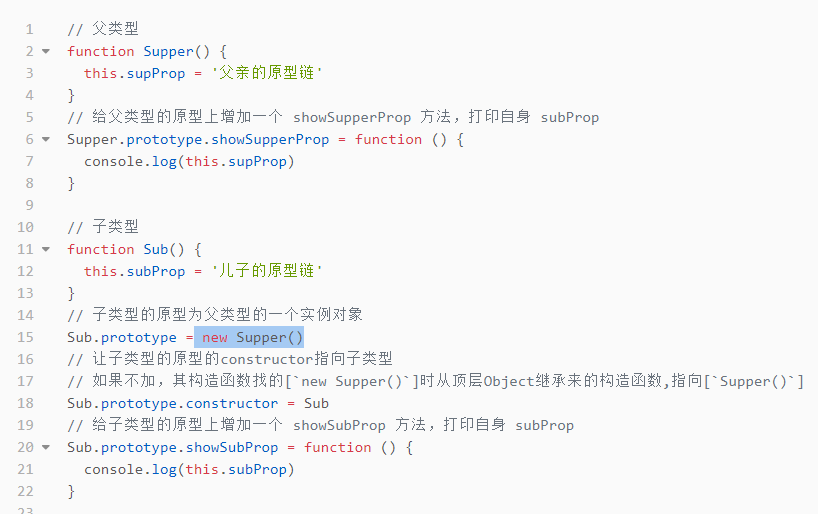 1 // 父类型
2 function Supper() {
3 this.supProp = '父亲的原型链'
4 }
5 // 给父类型的原型上增加一个 showSupperProp 方法，打印自身 subProp
6 Supper.prototype.showSupperProp = function () {
7 console.log(this.supProp)
8 }
9
10 // 子类型
11 function Sub() {
12 this.subProp = '儿子的原型链'
13 }
14 // 子类型的原型为父类型的一个实例对象
15 Sub.prototype = new Supper()
16 // 让子类型的原型的constructor指向子类型
17 // 如果不加，其构造函数找的[`new Supper()`]时从顶层Object继承来的构造函数,指向[`Supper()`]
18 Sub.prototype.constructor = Sub
19 // 给子类型的原型上增加一个 showSubProp 方法，打印自身 subProp
20 Sub.prototype.showSubProp = function () {
21 console.log(this.subProp)
22 }
23